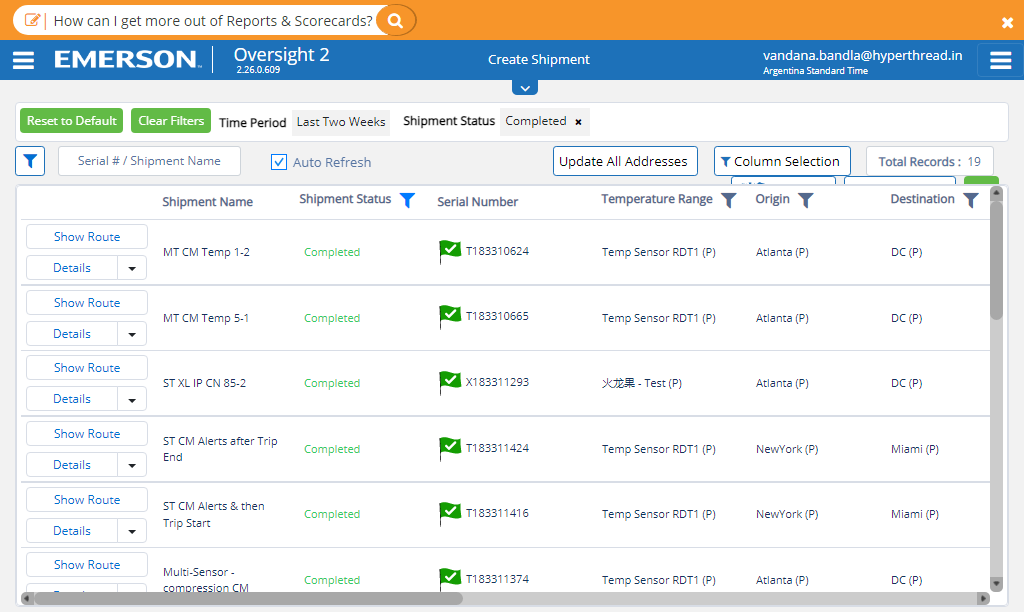 How can I get more out of Reports & Scorecards?
EMERSON
Oversight 2
2.26.0.609
Create Shipment
vandana.bandla@hyperthread.in
Argentina Standard Time
Reset to Default
Clear Filters
Time Period
Last Two Weeks
Shipment Status
Completed
Serial # / Shipment Name
Auto Refresh
Update All Addresses
Column Selection
Total Records : 19
Shipment Name
Shipment Status
Serial Number
Temperature Range
Origin
Destination
Show Route
Details
MT CM Temp 1-2
Completed
T183310624
Temp Sensor RDT1 (P)
Atlanta (P)
DC (P)
Show Route
Details
MT CM Temp 5-1
Completed
T183310665
Temp Sensor RDT1 (P)
Atlanta (P)
DC (P)
Show Route
Details
ST XL IP CN 85-2
Completed
X183311293
火龙果 - Test (P)
Atlanta (P)
DC (P)
Show Route
Details
ST CM Alerts after Trip
End
Completed
T183311424
Temp Sensor RDT1 (P)
NewYork (P)
Miami (P)
Show Route
Details
ST CM Alerts & then
Trip Start
Completed
T183311416
Temp Sensor RDT1 (P)
NewYork (P)
Miami (P)
Show Route
Multi-Sensor -
compression CM
Completed
T183311374
Temp Sensor RDT1 (P)
Atlanta (P)
DC (P)